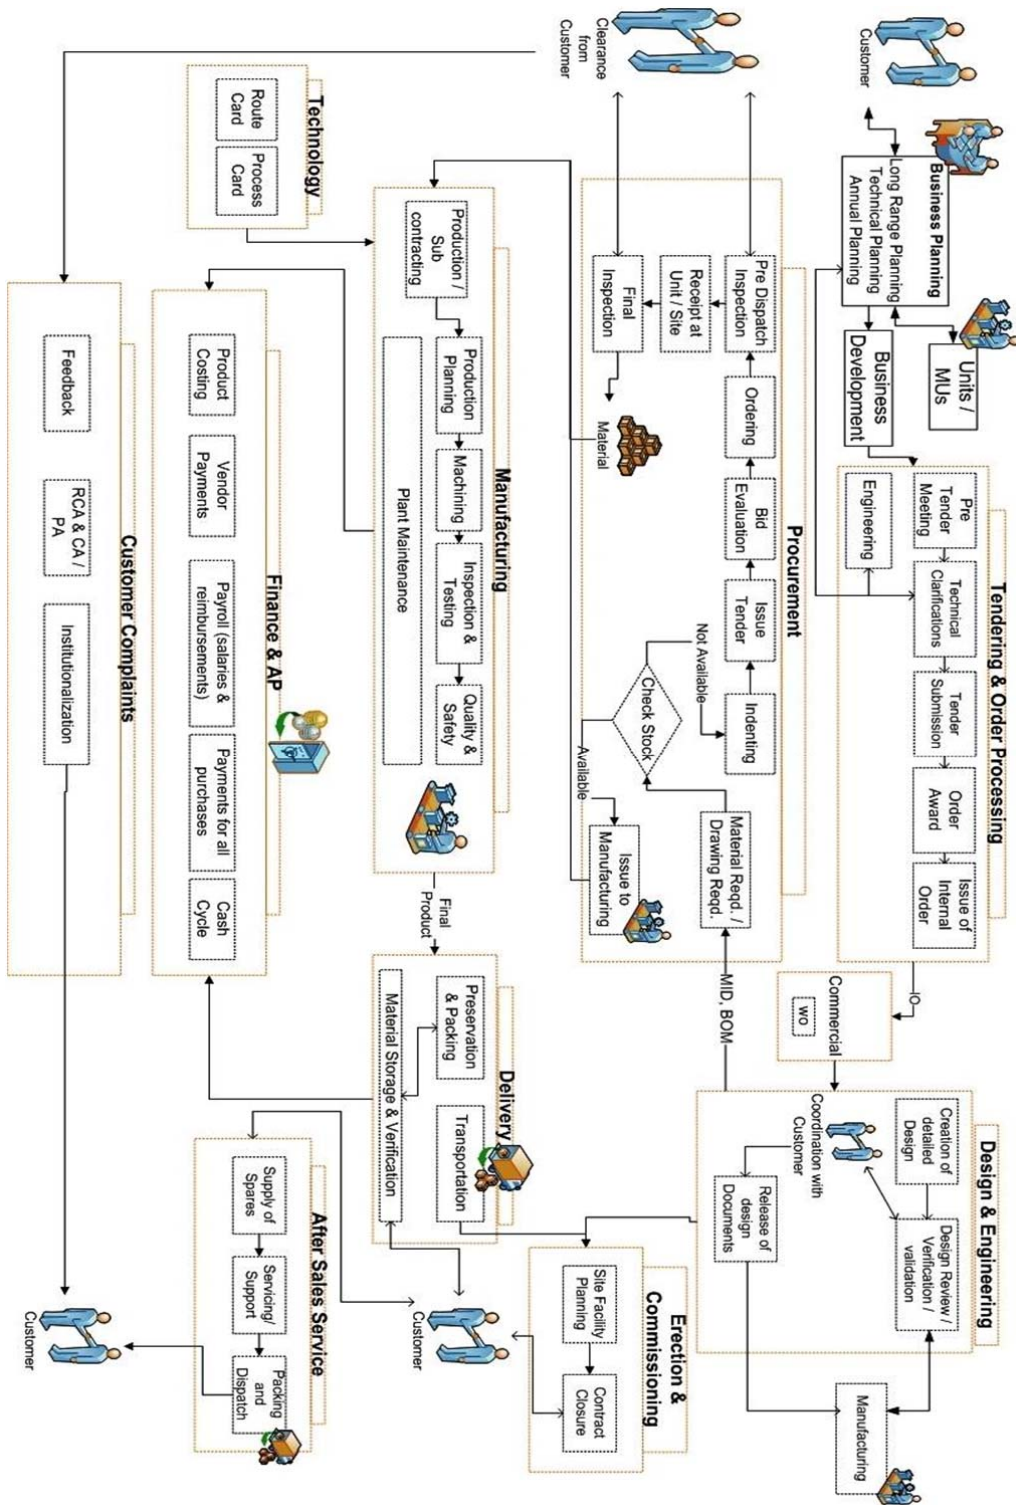 Customer
Business Planning
Long Range Planning
Technical Planning
Annual Planning
Units /
MUs
Business
Development
Tendering & Order Processing
Pre
Tender
Meeting
Technical
Clarifications
Tender
Submission
Order
Award
Issue of
Internal
Order
Engineering
IO
Commercial
WO
Design & Engineering
Creation of
detailed
Design
Design Review /
Verification /
validation
Coordination with
Customer
Release of
design
Documents
Manufacturing
Clearance
from
Customer
Procurement
Pre Dispatch
Inspection
Ordering
Bid
Evaluation
Issue
Tender
Indenting
Material Reqd. /
Drawing Reqd.
MID, BOM
Receipt at
Unit / Site
Not Available
Check Stock
Available
Final
Inspection
Material
Issue to
Manufacturing
Erection &
Commissioning
Site Facility
Planning
Contract
Closure
Manufacturing
Production /
Sub
contracting
Production
Planning
Machining
Inspection &
Testing
Quality &
Safety
Plant Maintenance
Final
Product
Delivery
Preservation
& Packing
Transportation
Material Storage & Verification
Customer
Technology
Route
Card
Process
Card
Finance & AP
Product
Costing
Vendor
Payments
Payroll (salaries &
reimbursements)
Payments for all
purchases
Cash
Cycle
After Sales Service
Supply of
Spares
Servicing/
Support
Packing
and
Dispatch
Customer Complaints
Feedback
RCA & CA /
PA
Institutionalization
Customer